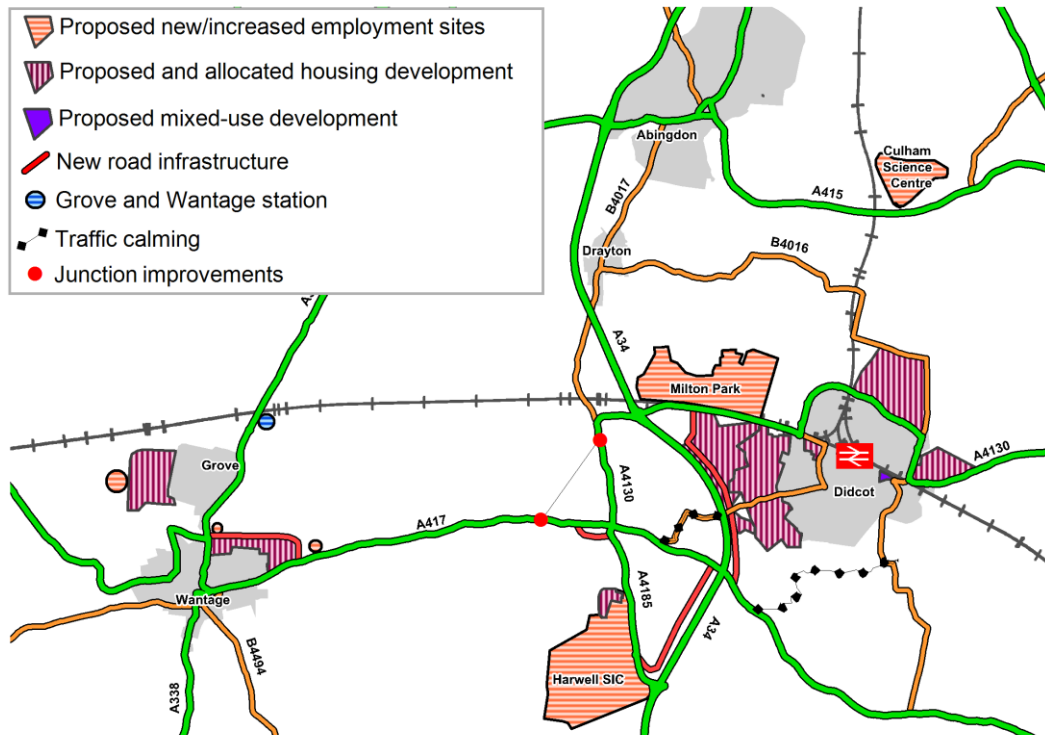 Proposed new/increased employment sites
Proposed and allocated housing development
Proposed mixed-use development
New road infrastructure
Grove and Wantage station
Traffic calming
Junction improvements
Abingdon
Culham
Science
Centre
A415
B4017
Drayton
B4016
A34
Milton Park
Grove
A4130
Didcot
A4130
A417
Wantage
A4185
A34
Harwell SIC
B4494
A338